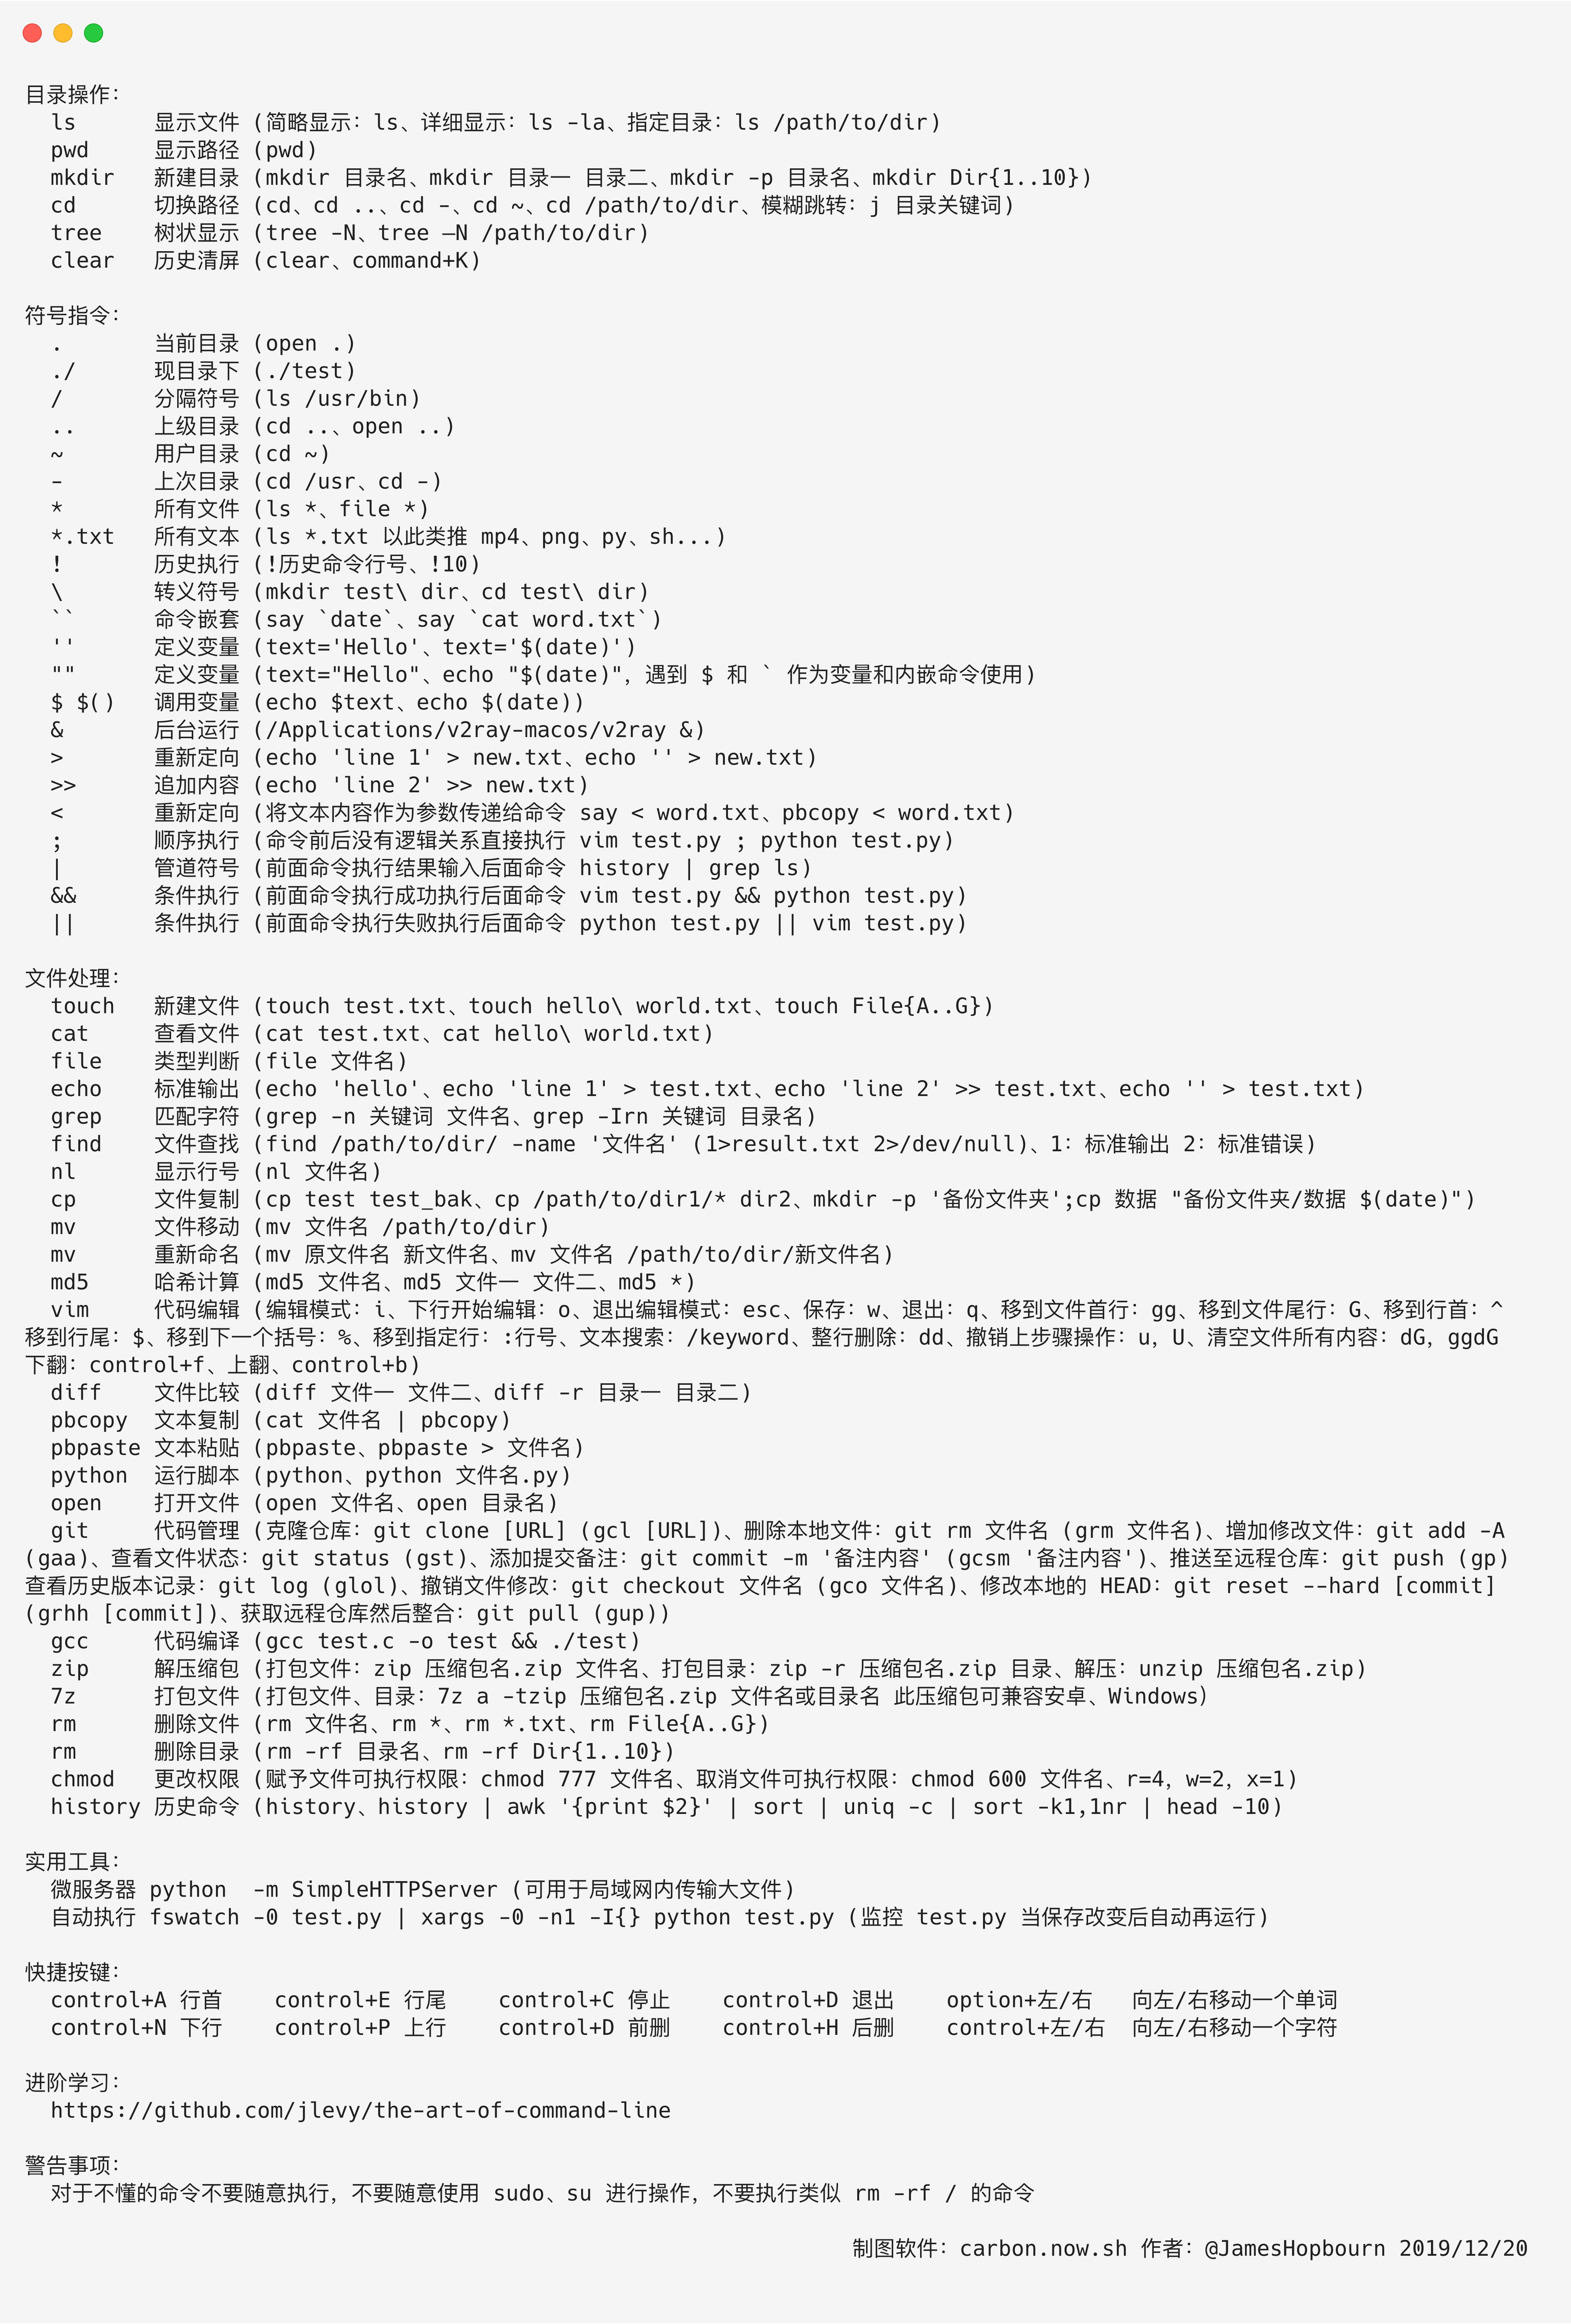 目录操作：
  ls      显示文件 (简略显示：ls、详细显示：ls -la、指定目录：ls /path/to/dir)
  pwd     显示路径 (pwd)
  mkdir   新建目录 (mkdir 目录名、mkdir 目录一 目录二、mkdir -p 目录名、mkdir Dir{1..10})
  cd      切换路径 (cd、cd ..、cd -、cd ~、cd /path/to/dir、模糊跳转：j 目录关键词)
  tree    树状显示 (tree -N、tree —N /path/to/dir)
  clear   历史清屏 (clear、command+K)

符号指令：
  .       当前目录 (open .)
  ./      现目录下 (./test)
  /       分隔符号 (ls /usr/bin)
  ..      上级目录 (cd ..、open ..)
  ~       用户目录 (cd ~)
  -       上次目录 (cd /usr、cd -)
  *       所有文件 (ls *、file *)
  *.txt   所有文本 (ls *.txt 以此类推 mp4、png、py、sh...)
  !       历史执行 (!历史命令行号、!10)
  \       转义符号 (mkdir test\ dir、cd test\ dir)
  ``      命令嵌套 (say `date`、say `cat word.txt`)
  ''      定义变量 (text='Hello'、text='$(date)')
  ""      定义变量 (text="Hello"、echo "$(date)"，遇到 $ 和 ` 作为变量和内嵌命令使用)
  $ $()   调用变量 (echo $text、echo $(date))
  &       后台运行 (/Applications/v2ray-macos/v2ray &)
  >       重新定向 (echo 'line 1' > new.txt、echo '' > new.txt)
  >>      追加内容 (echo 'line 2' >> new.txt)
  <       重新定向 (将文本内容作为参数传递给命令 say < word.txt、pbcopy < word.txt)
  ;       顺序执行 (命令前后没有逻辑关系直接执行 vim test.py ; python test.py)
  |       管道符号 (前面命令执行结果输入后面命令 history | grep ls)
  &&      条件执行 (前面命令执行成功执行后面命令 vim test.py && python test.py)
  ||      条件执行 (前面命令执行失败执行后面命令 python test.py || vim test.py)

文件处理：
  touch   新建文件 (touch test.txt、touch hello\ world.txt、touch File{A..G})
  cat     查看文件 (cat test.txt、cat hello\ world.txt)
  file    类型判断 (file 文件名)
  echo    标准输出 (echo 'hello'、echo 'line 1' > test.txt、echo 'line 2' >> test.txt、echo '' > test.txt)
  grep    匹配字符 (grep -n 关键词 文件名、grep -Irn 关键词 目录名)
  find    文件查找 (find /path/to/dir/ -name '文件名' (1>result.txt 2>/dev/null)、1：标准输出 2：标准错误)
  nl      显示行号 (nl 文件名)
  cp      文件复制 (cp test test_bak、cp /path/to/dir1/* dir2、mkdir -p '备份文件夹';cp 数据 "备份文件夹/数据 $(date)")
  mv      文件移动 (mv 文件名 /path/to/dir)
  mv      重新命名 (mv 原文件名 新文件名、mv 文件名 /path/to/dir/新文件名)
  md5     哈希计算 (md5 文件名、md5 文件一 文件二、md5 *)
  vim     代码编辑 (编辑模式：i、下行开始编辑：o、退出编辑模式：esc、保存：w、退出：q、移到文件首行：gg、移到文件尾行：G、移到行首：^
移到行尾：$、移到下一个括号：%、移到指定行：:行号、文本搜索：/keyword、整行删除：dd、撤销上步骤操作：u，U、清空文件所有内容：dG，ggdG
下翻：control+f、上翻、control+b)
  diff    文件比较 (diff 文件一 文件二、diff -r 目录一 目录二)
  pbcopy  文本复制 (cat 文件名 | pbcopy)
  pbpaste 文本粘贴 (pbpaste、pbpaste > 文件名)
  python  运行脚本 (python、python 文件名.py)
  open    打开文件 (open 文件名、open 目录名)
  git     代码管理 (克隆仓库：git clone [URL] (gcl [URL])、删除本地文件：git rm 文件名 (grm 文件名)、增加修改文件：git add -A
(gaa)、查看文件状态：git status (gst)、添加提交备注：git commit -m '备注内容' (gcsm '备注内容')、推送至远程仓库：git push (gp)
查看历史版本记录：git log (glol)、撤销文件修改：git checkout 文件名 (gco 文件名)、修改本地的 HEAD：git reset --hard [commit]
(grhh [commit])、获取远程仓库然后整合：git pull (gup))
  gcc     代码编译 (gcc test.c -o test && ./test)
  zip     解压缩包 (打包文件：zip 压缩包名.zip 文件名、打包目录：zip -r 压缩包名.zip 目录、解压：unzip 压缩包名.zip)
  7z      打包文件 (打包文件、目录：7z a -tzip 压缩包名.zip 文件名或目录名 此压缩包可兼容安卓、Windows）
  rm      删除文件 (rm 文件名、rm *、rm *.txt、rm File{A..G})
  rm      删除目录 (rm -rf 目录名、rm -rf Dir{1..10})
  chmod   更改权限 (赋予文件可执行权限：chmod 777 文件名、取消文件可执行权限：chmod 600 文件名、r=4，w=2，x=1)
  history 历史命令 (history、history | awk '{print $2}' | sort | uniq -c | sort -k1,1nr | head -10)

实用工具：
  微服务器 python  -m SimpleHTTPServer (可用于局域网内传输大文件)
  自动执行 fswatch -0 test.py | xargs -0 -n1 -I{} python test.py (监控 test.py 当保存改变后自动再运行)

快捷按键：
  control+A 行首    control+E 行尾    control+C 停止    control+D 退出    option+左/右   向左/右移动一个单词
  control+N 下行    control+P 上行    control+D 前删    control+H 后删    control+左/右  向左/右移动一个字符

进阶学习：
  https://github.com/jlevy/the-art-of-command-line

警告事项：
  对于不懂的命令不要随意执行，不要随意使用 sudo、su 进行操作，不要执行类似 rm -rf / 的命令

制图软件：carbon.now.sh 作者：@JamesHopbourn 2019/12/20